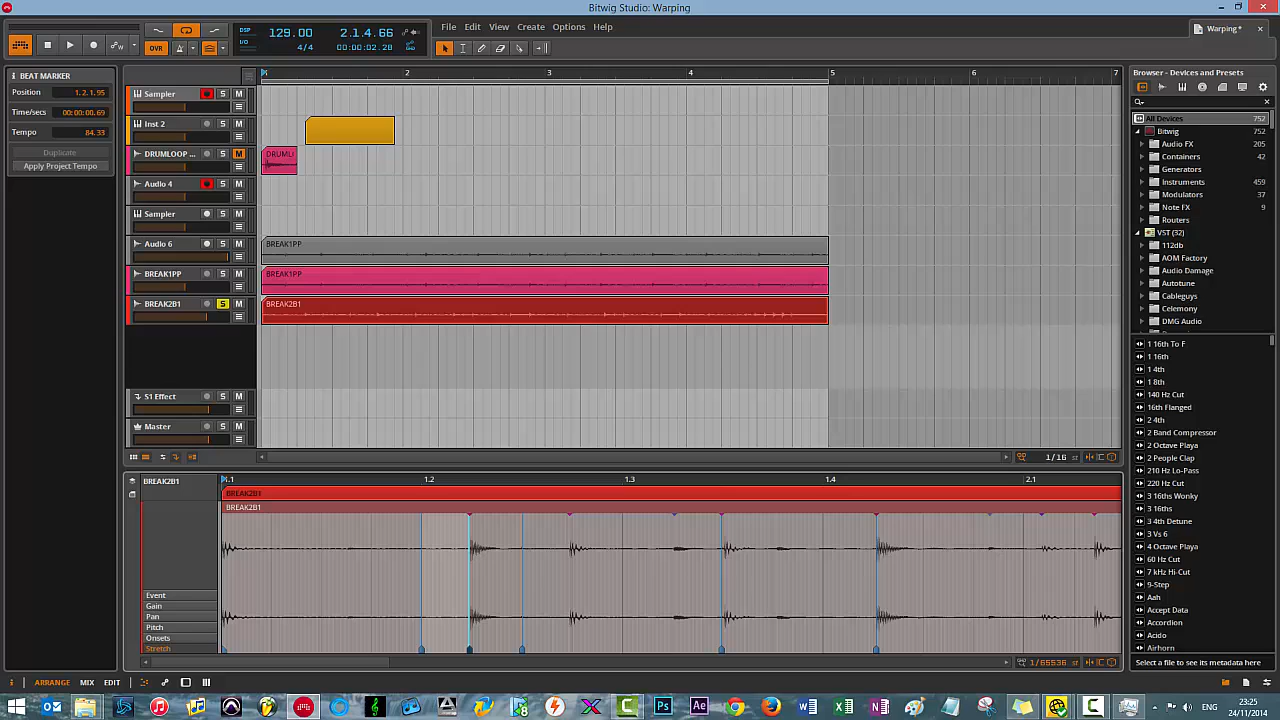 Bitwig Studio: Warping
File Edit View Create Options Help
Warping*
OVR
DSP
I/O
129.00
4/4
2.1.4.66
00:00:02.28
BEAT MARKER
Position 1.2.1.95
Time/secs 00:00:00.69
Tempo 84.33
Duplicate
Apply Project Tempo
2 3 4 5 6 7
Sampler S M
Inst 2 S M
DRUMLOOP ... S M
DRUMLI
Audio 4 S M
Sampler S M
Audio 6 S M
BREAK1PP
BREAK1PP S M
BREAK1PP
BREAK2B1 S M
BREAK2B1
S1 Effect S M
Master S M
1/16
BREAK2B1
1.1 1.2 1.3 1.4 2.1
BREAK2B1
BREAK2B1
Event
Gain
Pan
Pitch
Onsets
Stretch
1/65536
ARRANGE MIX EDIT
Browser - Devices and Presets
All Devices 752
Bitwig 752
Audio FX 205
Containers 42
Generators
Instruments 459
Modulators 37
Note FX 9
Routers
VST (32)
112db
AOM Factory
Audio Damage
Autotune
Cableguys
Celemony
DMG Audio
1 16th To F
1 16th
1 4th
1 8th
140 Hz Cut
16th Flanged
2 4th
2 Band Compressor
2 Octave Playa
2 People Clap
210 Hz Lo-Pass
220 Hz Cut
3 16ths Wonky
3 16ths
3 4th Detune
3 Vs 6
4 Octave Playa
60 Hz Cut
7 kHz Hi-Cut
9-Step
Aah
Accept Data
Accordion
Acido
Airhorn
Select a file to see its metadata here
ENG
23:25
24/11/2014